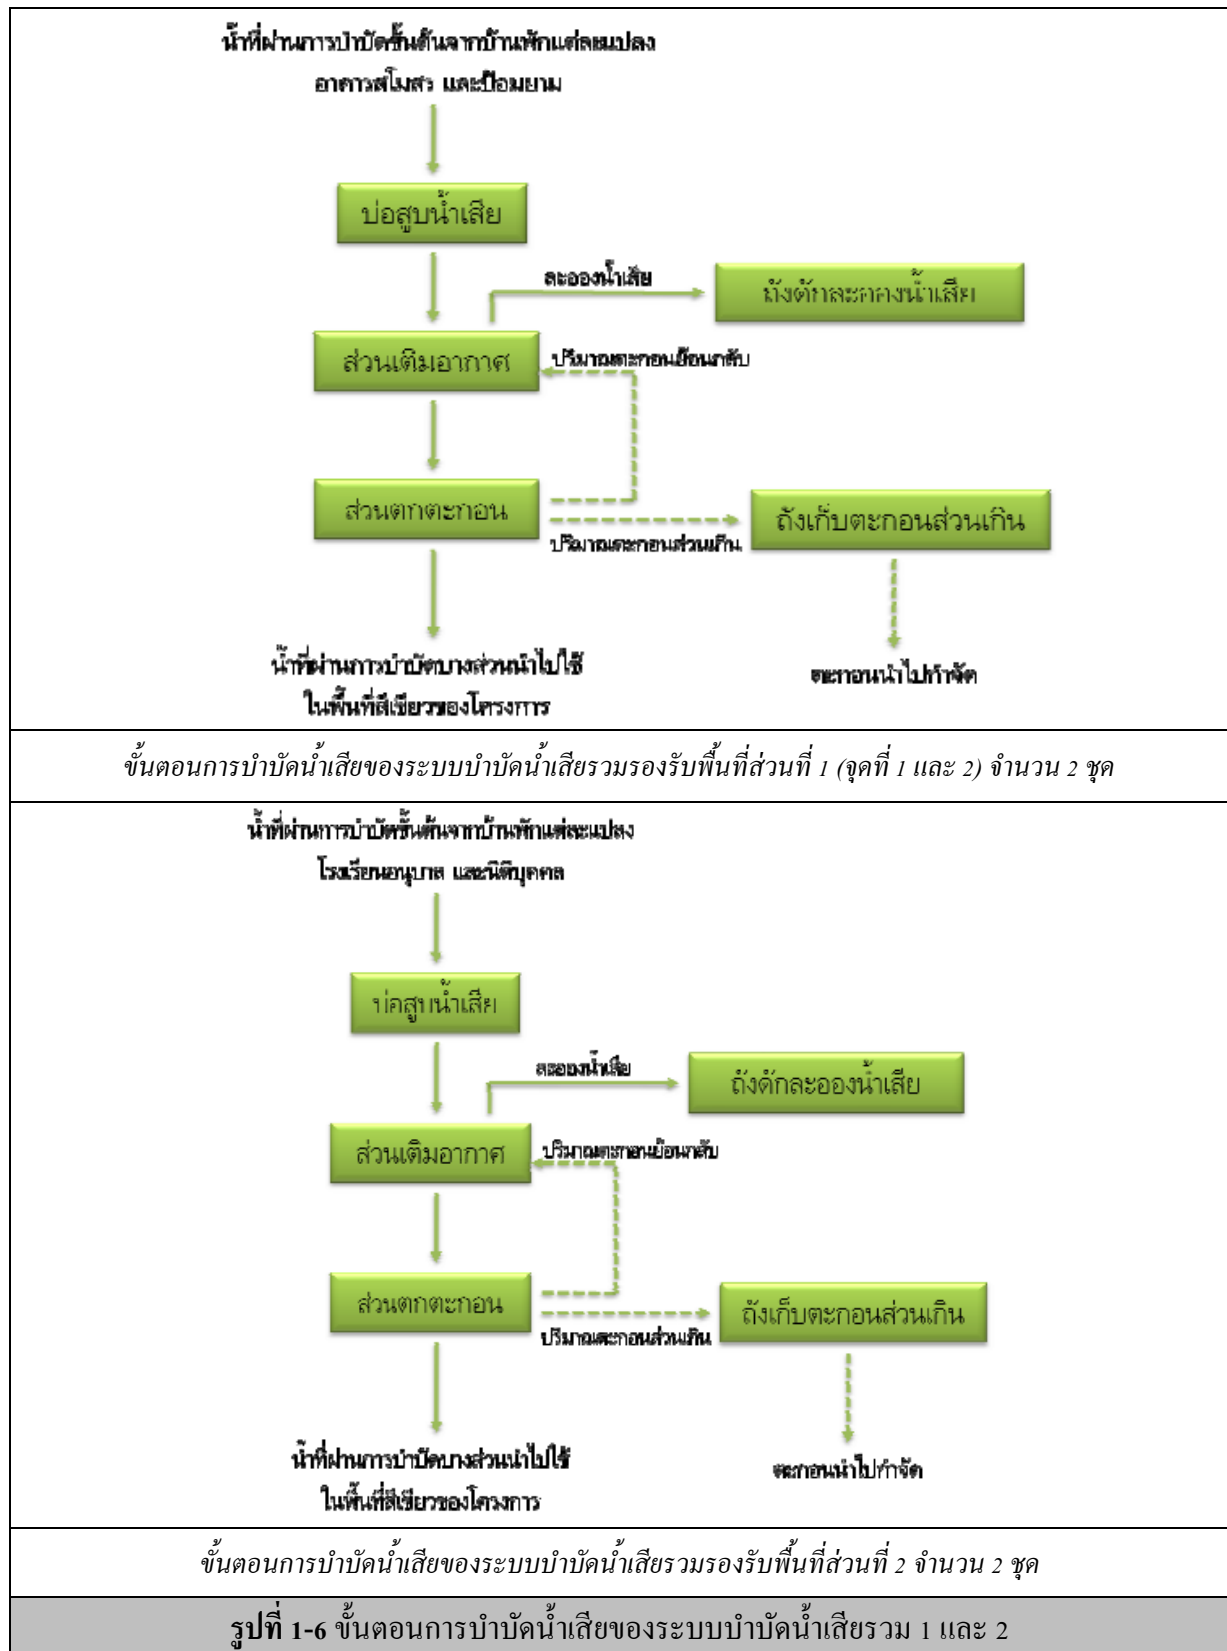 น้ำที่ผ่านการบำบัดขั้นต้นจากบ้านพักแต่ละแปลง
อาคารสโมสร และป้อมยาม
บ่อสูบน้ำเสีย
ละอองน้ำเสีย
ถังดักละอองน้ำเสีย
ส่วนเติมอากาศ
ปริมาณตะกอนย้อนกลับ
ส่วนตกตะกอน
ถังเก็บตะกอนส่วนเกิน
ปริมาณตะกอนส่วนเกิน
น้ำที่ผ่านการบำบัดบางส่วนนำไปใช้
ในพื้นที่สีเขียวของโครงการ
ตะกอนนำไปกำจัด
ขั้นตอนการบำบัดน้ำเสียของระบบบำบัดน้ำเสียรวมรองรับพื้นที่ส่วนที่ 1 (จุดที่ 1 และ 2) จำนวน 2 ชุด
น้ำที่ผ่านการบำบัดขั้นต้นจากบ้านพักแต่ละแปลง
โรงเรียนอนุบาล และนิติบุคคล
บ่อสูบน้ำเสีย
ละอองน้ำเสีย
ถังดักละอองน้ำเสีย
ส่วนเติมอากาศ
ปริมาณตะกอนย้อนกลับ
ส่วนตกตะกอน
ถังเก็บตะกอนส่วนเกิน
ปริมาณตะกอนส่วนเกิน
น้ำที่ผ่านการบำบัดบางส่วนนำไปใช้
ในพื้นที่สีเขียวของโครงการ
ตะกอนนำไปกำจัด
ขั้นตอนการบำบัดน้ำเสียของระบบบำบัดน้ำเสียรวมรองรับพื้นที่ส่วนที่ 2 จำนวน 2 ชุด
รูปที่ 1-6 ขั้นตอนการบำบัดน้ำเสียของระบบบำบัดน้ำเสียรวม 1 และ 2